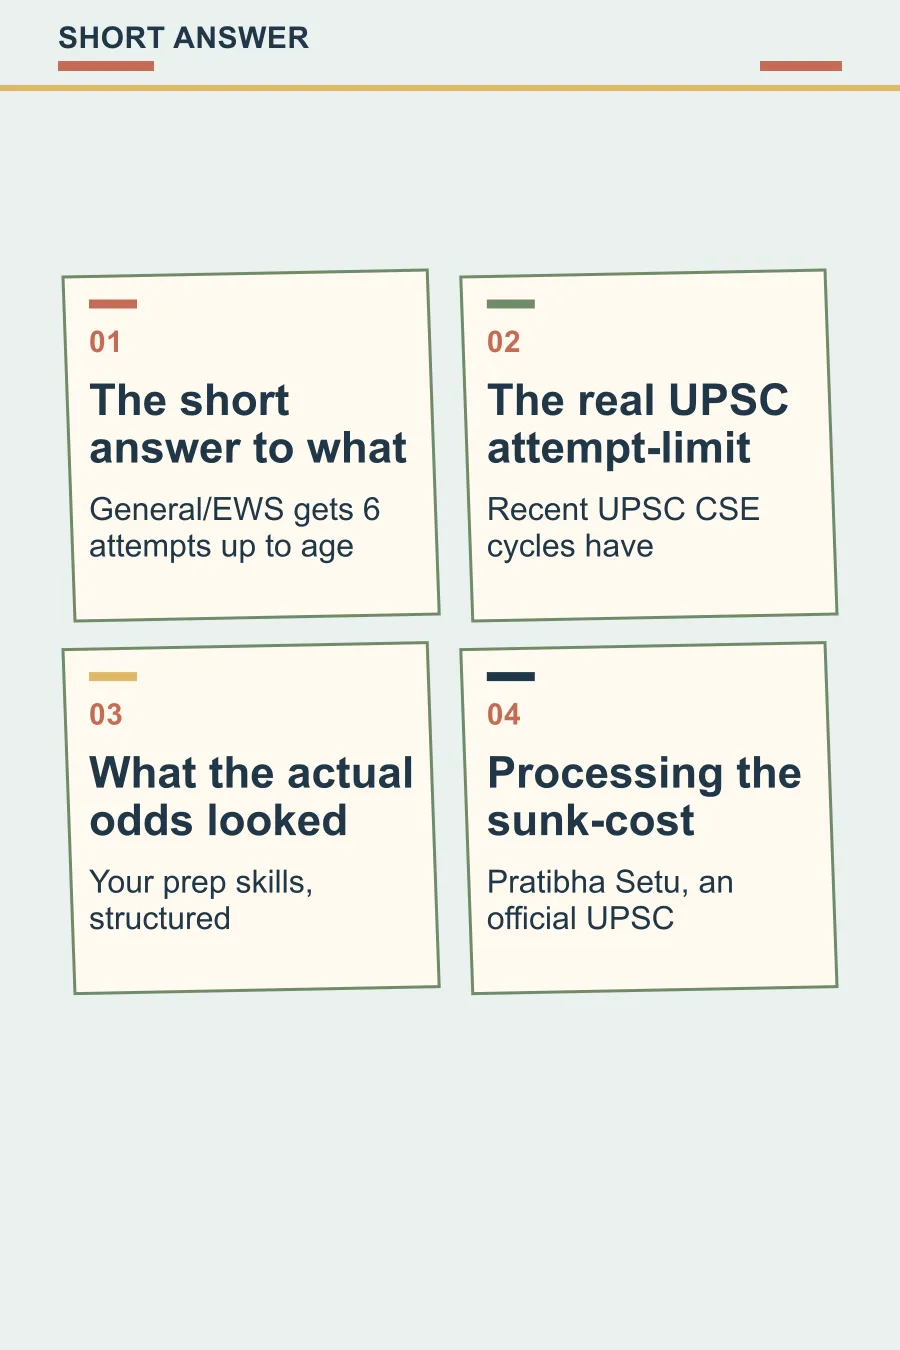 SHORT ANSWER
01
The short
answer to what
General/EWS gets 6
attempts up to age
02
The real UPSC
attempt-limit
Recent UPSC CSE
cycles have
03
What the actual
odds looked
Your prep skills,
structured
04
Processing the
sunk-cost
Pratibha Setu, an
official UPSC